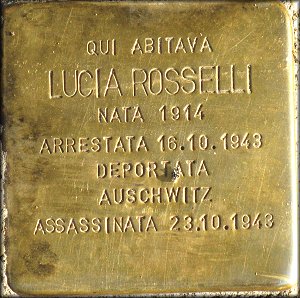 QUI ABITAVA
LUCIA ROSSELLI
NATA 1914
ARRESTATA 16.10.1943
DEPORTATA
AUSCHWITZ
ASSASSINATA 23.10.1943